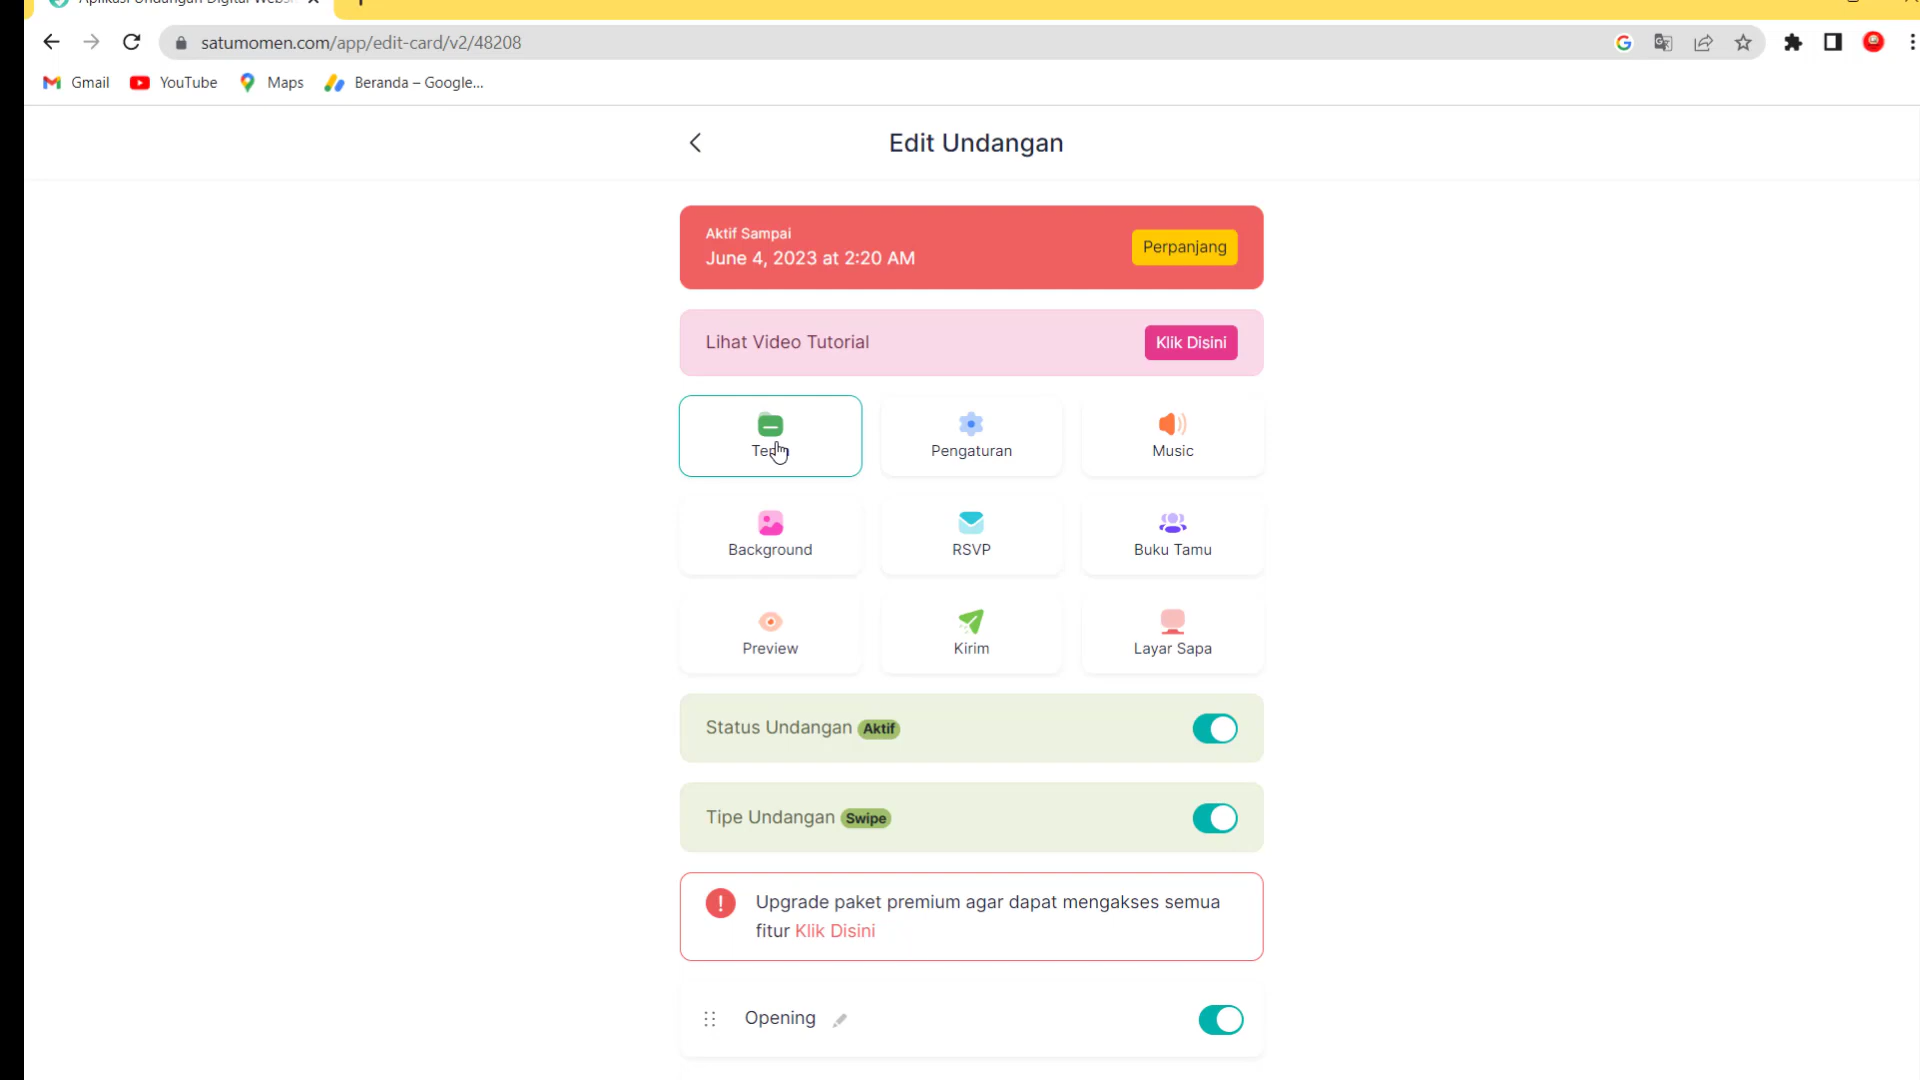 satumomen.com/app/edit-card/v2/48208
Gmail YouTube Maps Beranda – Google...
Edit Undangan
Aktif Sampai
June 4, 2023 at 2:20 AM
Perpanjang
Lihat Video Tutorial
Klik Disini
Pengaturan
Music
Background
RSVP
Buku Tamu
Preview
Kirim
Layar Sapa
Status Undangan Aktif
Tipe Undangan Swipe
Upgrade paket premium agar dapat mengakses semua
fitur Klik Disini
Opening